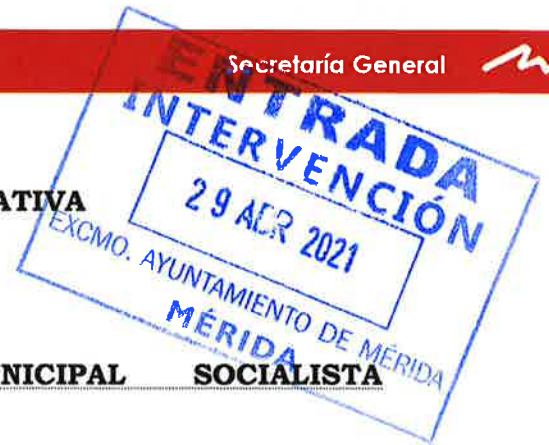 Secretaría General
ENTRADA
INTERVENCIÓN
ATIVA
29 ABR 2021
EXCMO. AYUNTAMIENTO DE MÉRIDA
MÉRIDA
NICIPAL SOCIALISTA